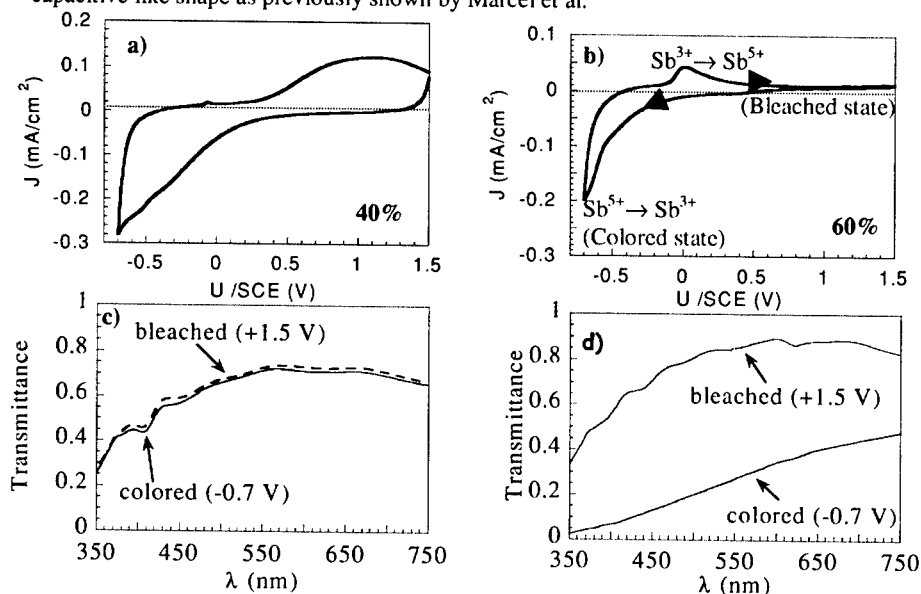 capacitive like shape as previously shown by Marcel et al.
a)
0.2
0.1
0
-0.1
-0.2
-0.3
J (mA/cm²)
40%
-0.5 0 0.5 1 1.5
U /SCE (V)
b)
0.1
0
-0.1
-0.2
-0.3
J (mA/cm²)
Sb³⁺→ Sb⁵⁺
(Bleached state)
Sb⁵⁺→ Sb³⁺
(Colored state)
60%
-0.5 0 0.5 1 1.5
U /SCE (V)
c)
1
0.8
0.6
0.4
0.2
0
Transmittance
bleached (+1.5 V)
colored (-0.7 V)
350 450 550 650 750
λ (nm)
d)
1
0.8
0.6
0.4
0.2
0
Transmittance
bleached (+1.5 V)
colored (-0.7 V)
350 450 550 650 750
λ (nm)